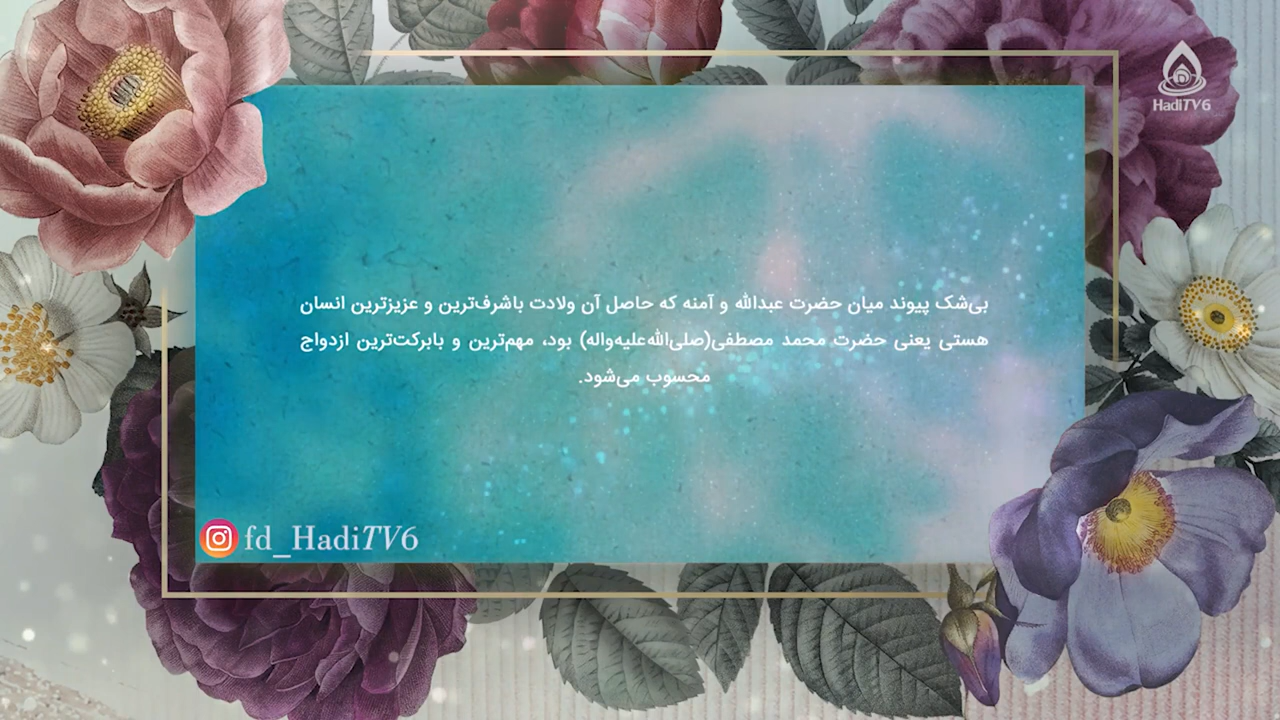 HadiTV6
بی‌شک پیوند میان حضرت عبدالله و آمنه که حاصل آن ولادت باشرف‌ترین و عزیزترین انسان
هستی یعنی حضرت محمد مصطفی(صلی‌الله‌علیه‌واله) بود، مهم‌ترین و بابرکت‌ترین ازدواج
محسوب می‌شود.
fd_HadiTV6